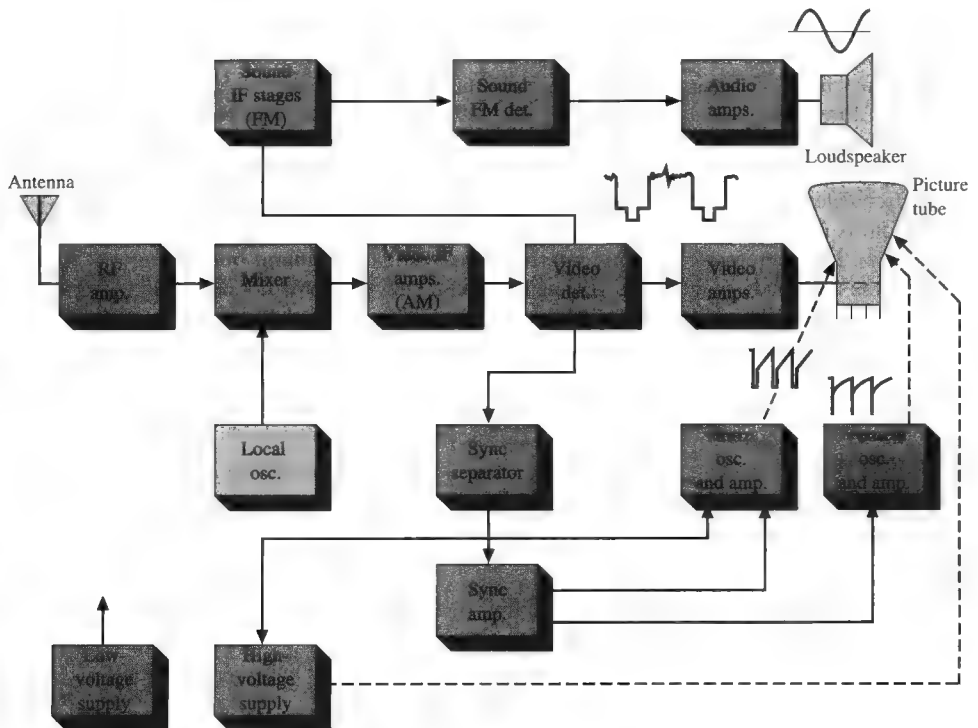 Sound
IF stages
(FM)
Sound
FM det.
Audio
amps.
Loudspeaker
Antenna
Picture
tube
RF
amp.
Mixer
amps.
(AM)
Video
det.
Video
amps.
Local
osc.
Sync
separator
osc.
and amp.
osc.
and amp.
Sync
amp.
Low-
voltage
supply
High-
voltage
supply